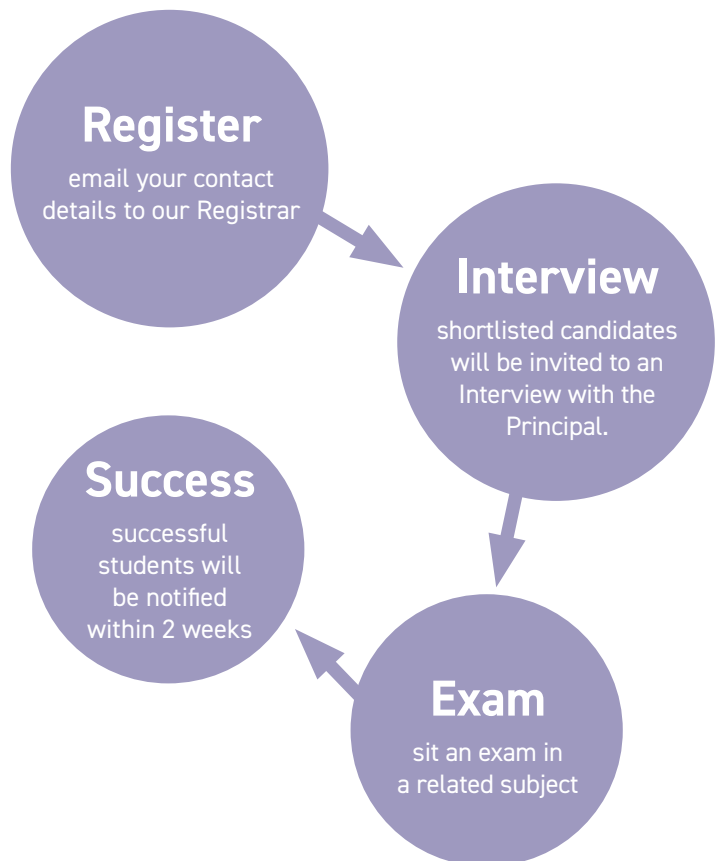 Register
email your contact
details to our Registrar
Interview
shortlisted candidates
will be invited to an
Interview with the
Principal.
Exam
sit an exam in
a related subject
Success
successful
students will
be notified
within 2 weeks